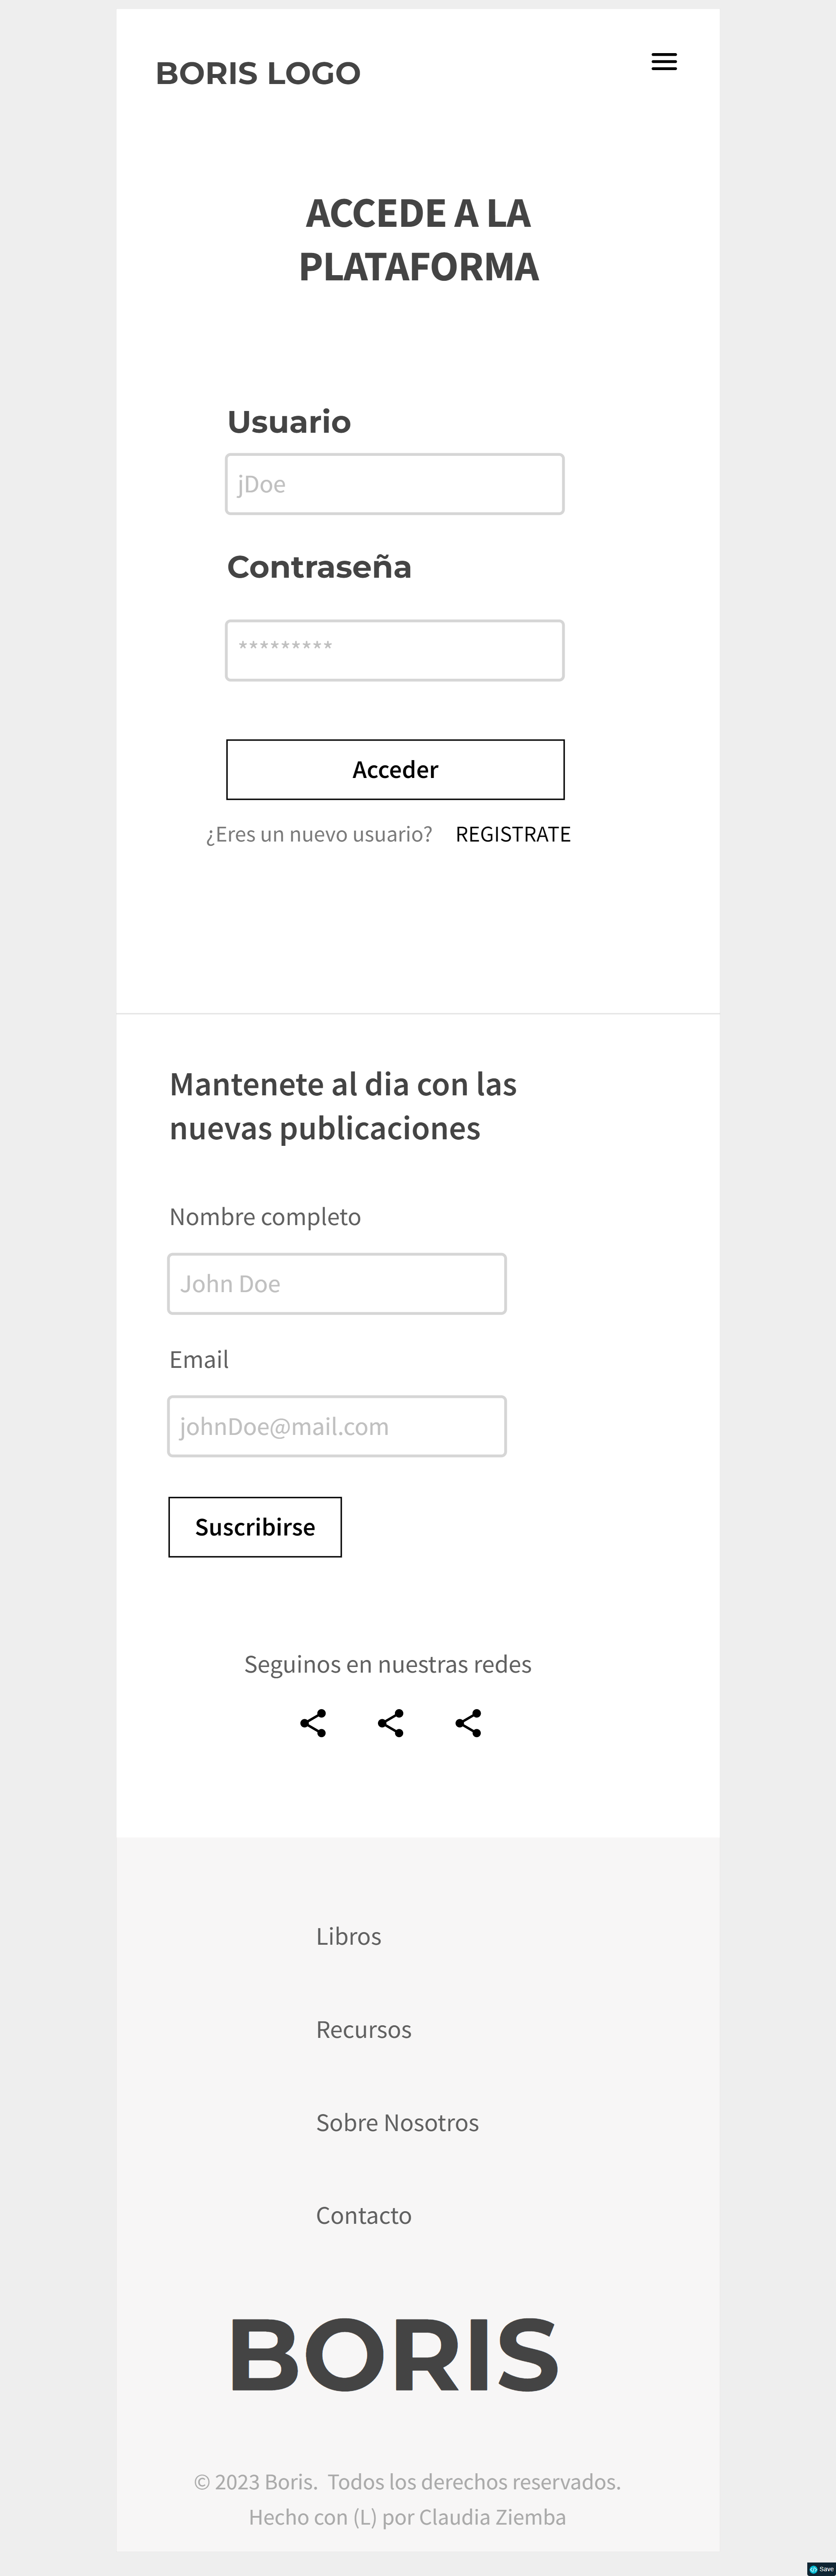 BORIS LOGO
ACCEDE A LA
PLATAFORMA
Usuario
jDoe
Contraseña
*********
Acceder
¿Eres un nuevo usuario? REGISTRATE
Mantenete al dia con las
nuevas publicaciones
Nombre completo
John Doe
Email
johnDoe@mail.com
Suscribirse
Seguinos en nuestras redes
Libros
Recursos
Sobre Nosotros
Contacto
BORIS
© 2023 Boris. Todos los derechos reservados.
Hecho con (L) por Claudia Ziemba
Save